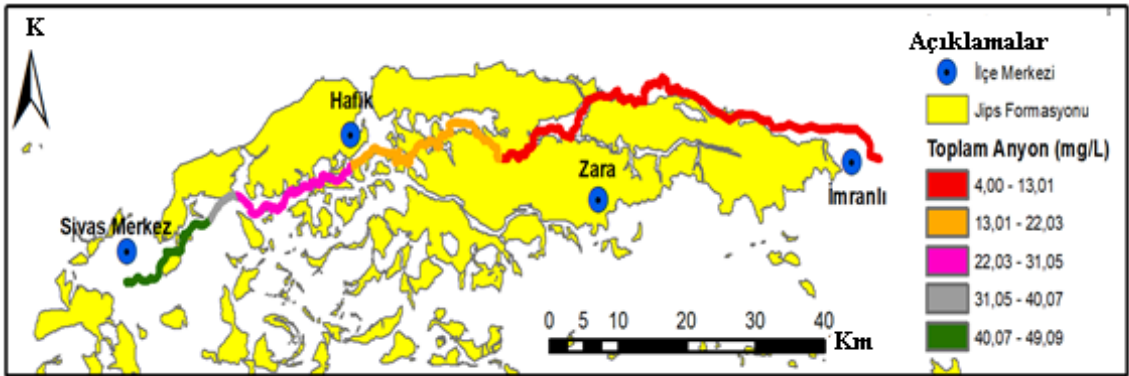 K
Hafik
Sivas Merkez
Zara
İmranlı
Açıklamalar
İlçe Merkezi
Jips Formasyonu
Toplam Anyon (mg/L)
4,00 - 13,01
13,01 - 22,03
22,03 - 31,05
31,05 - 40,07
40,07 - 49,09
0 5 10 20 30 40
Km